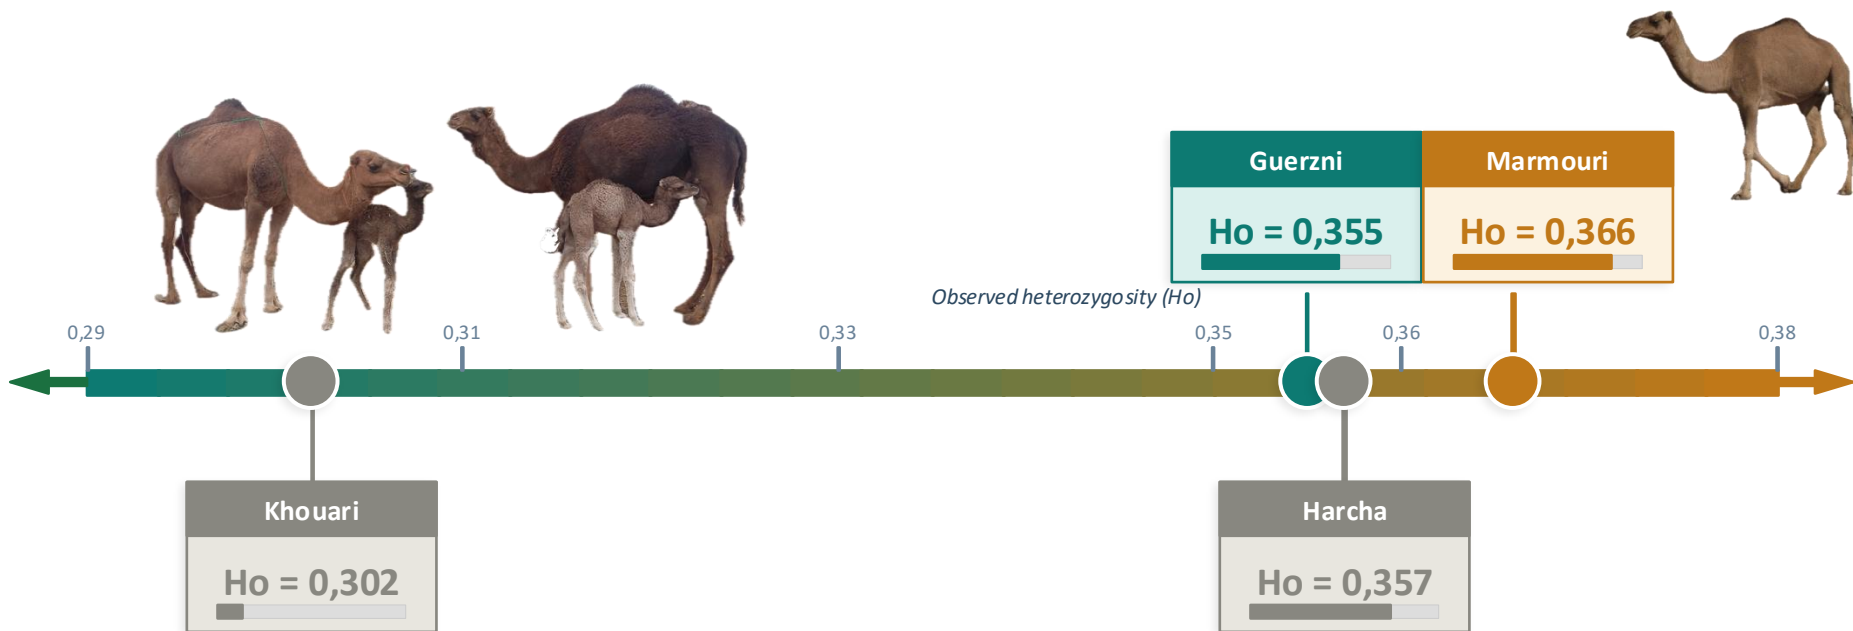 Guerzni
Marmouri
Ho = 0,355
Ho = 0,366
Observed heterozygosity (Ho)
0,29
0,31
0,33
0,35
0,36
0,38
Khouari
Harcha
Ho = 0,302
Ho = 0,357